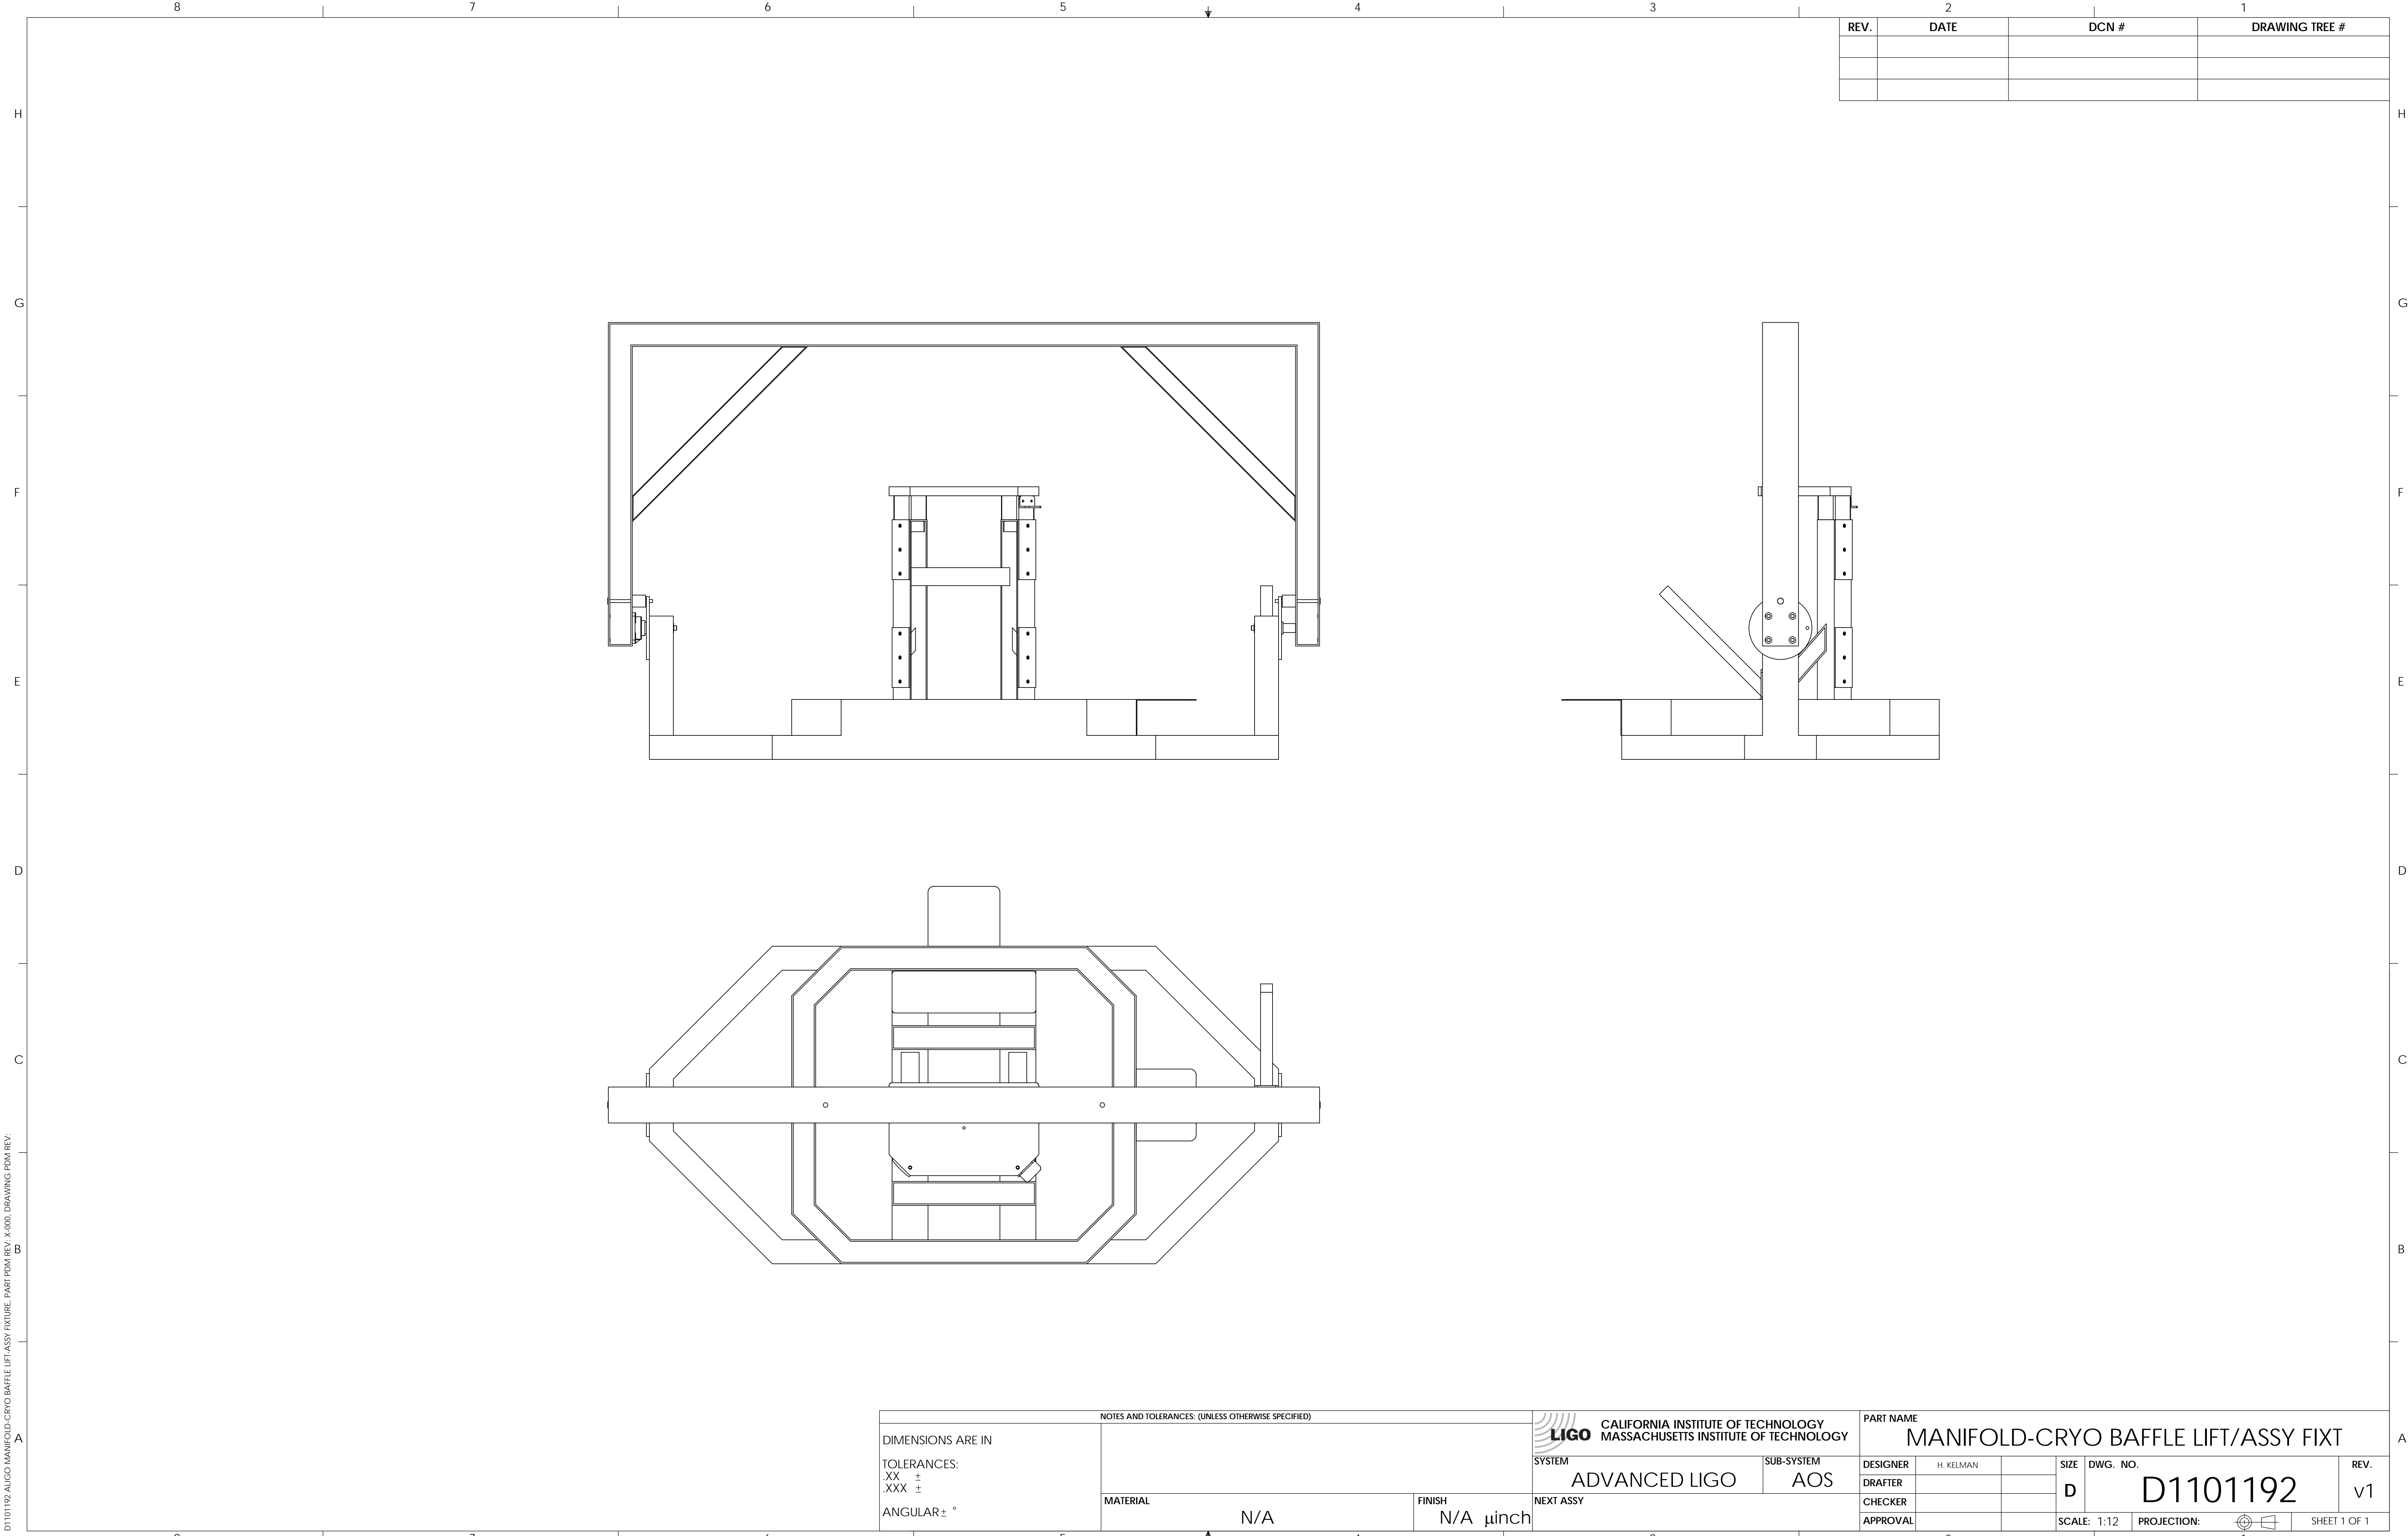 8 7 6 5 4 3 2 1
REV. DATE DCN # DRAWING TREE #
H H
G G
F F
E E
D D
C C
B B
A A
D1101192 ALIGO MANIFOLD-CRYO BAFFLE LIFT-ASSY FIXTURE, PART PDM REV: X-000, DRAWING PDM REV:
NOTES AND TOLERANCES: (UNLESS OTHERWISE SPECIFIED)
DIMENSIONS ARE IN
TOLERANCES:
.XX ±
.XXX ±
ANGULAR ± °
MATERIAL
N/A
FINISH
N/A µinch
LIGO
CALIFORNIA INSTITUTE OF TECHNOLOGY
MASSACHUSETTS INSTITUTE OF TECHNOLOGY
SYSTEM
ADVANCED LIGO
SUB-SYSTEM
AOS
NEXT ASSY
PART NAME
MANIFOLD-CRYO BAFFLE LIFT/ASSY FIXT
DESIGNER H. KELMAN
DRAFTER
CHECKER
APPROVAL
SIZE
D
DWG. NO.
D1101192
REV.
v1
SCALE: 1:12
PROJECTION:
SHEET 1 OF 1